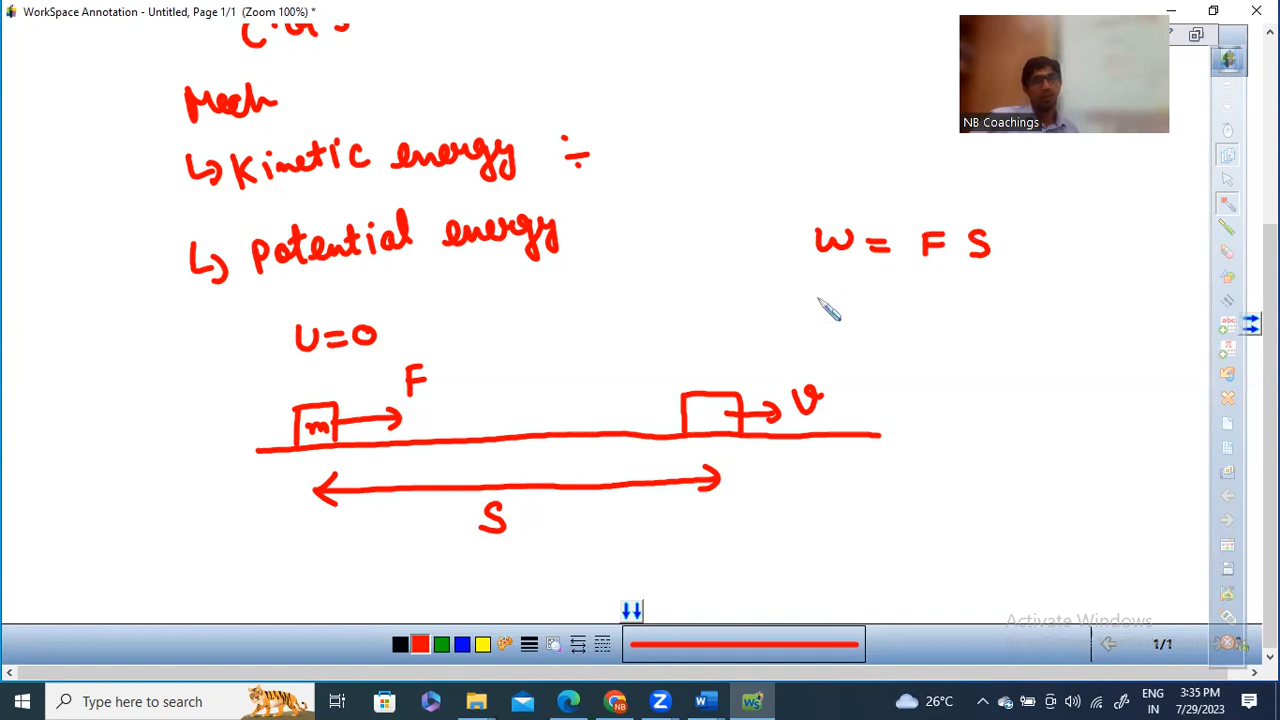 WorkSpace Annotation - Untitled, Page 1/1 (Zoom 100%) *
NB Coachings
Mech
↳ Kinetic energy ÷
↳ Potential energy
W = F S
U=0
F
m
v
S
Activate Windows
1/1
Type here to search
26°C
ENG
IN
3:35 PM
7/29/2023